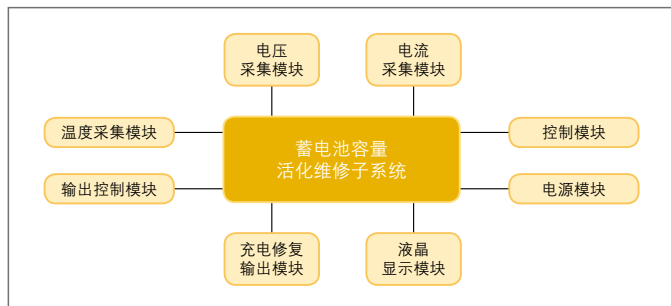 电压
采集模块
电流
采集模块
温度采集模块
控制模块
蓄电池容量
活化维修子系统
输出控制模块
电源模块
充电修复
输出模块
液晶
显示模块